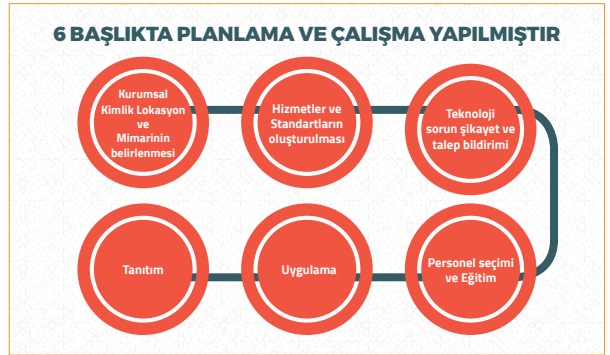 6 BAŞLIKTA PLANLAMA VE ÇALIŞMA YAPILMIŞTIR
Kurumsal
Kimlik Lokasyon
ve
Mimarinin
belirlenmesi
Hizmetler ve
Standartların
oluşturulması
Teknoloji
sorun şikayet ve
talep bildirimi
Tanıtım
Uygulama
Personel seçimi
ve Eğitim